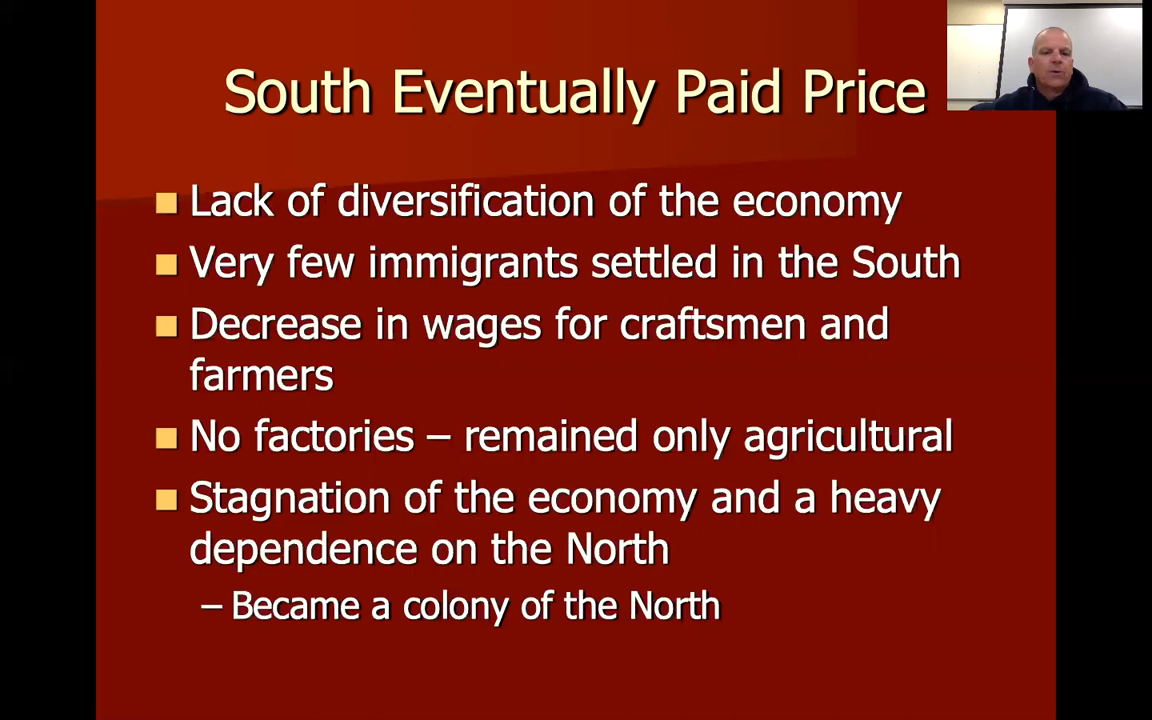 South Eventually Paid Price
Lack of diversification of the economy
Very few immigrants settled in the South
Decrease in wages for craftsmen and
farmers
No factories – remained only agricultural
Stagnation of the economy and a heavy
dependence on the North
– Became a colony of the North